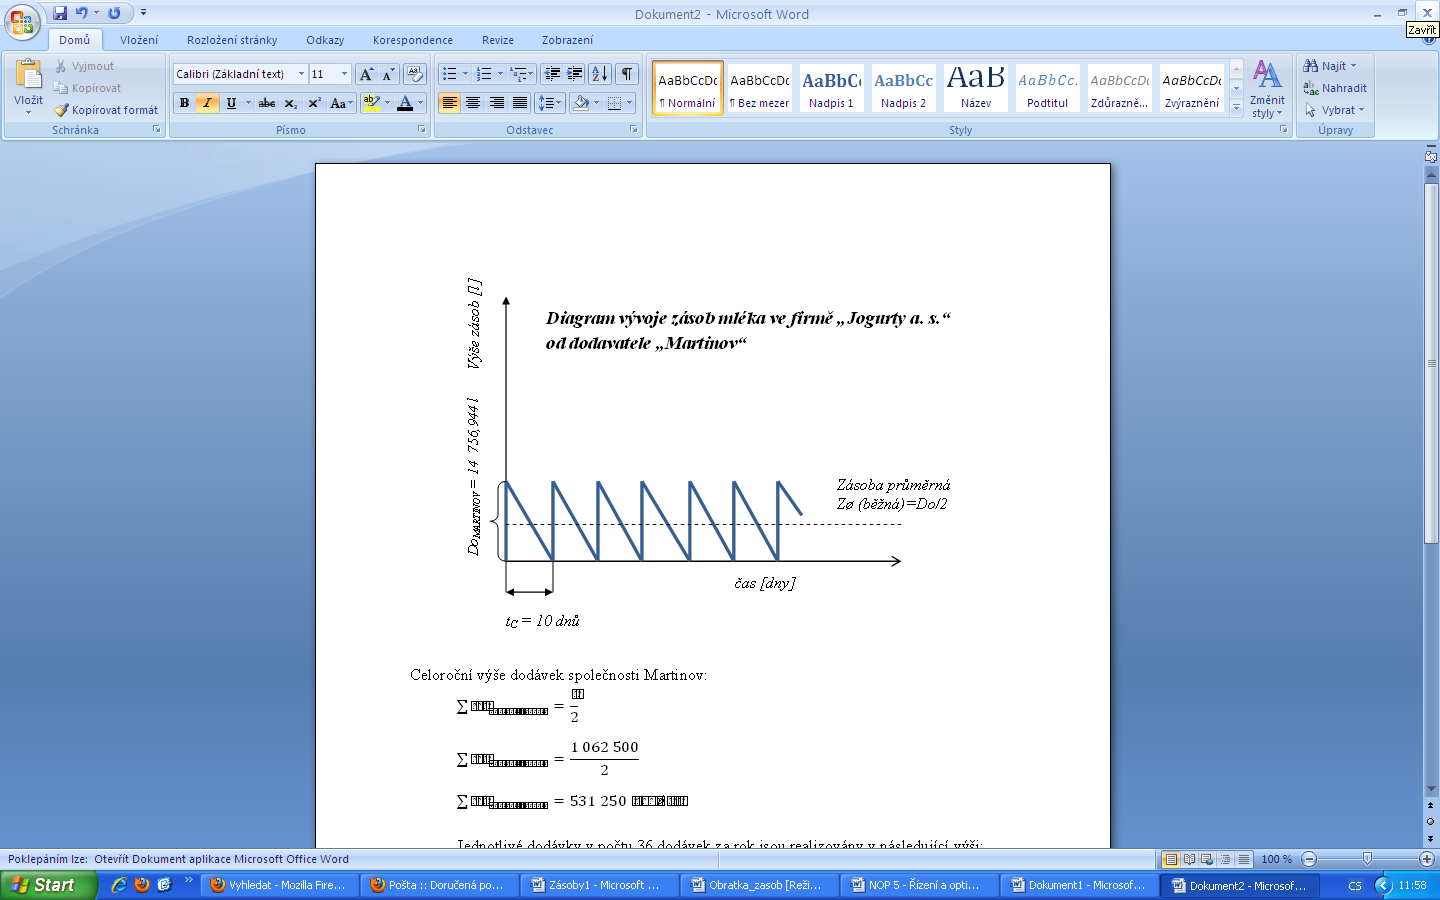 Dokument2 - Microsoft Word
Zavřít
Domů Vložení Rozložení stránky Odkazy Korespondence Revize Zobrazení
Vložit
Vyjmout
Kopírovat
Kopírovat formát
Schránka
Calibri (Základní text) 11
Písmo
Odstavec
AaBbCcDc AaBbCcDc AaBbCc AaBbCc AaB AaBbCc. AaBbCcDc AaBbCcDc
¶ Normální ¶ Bez mezer Nadpis 1 Nadpis 2 Název Podtitul Zdůrazně... Zvýraznění
Změnit styly
Styly
Najít
Nahradit
Vybrat
Úpravy
Výše zásob [l]
Diagram vývoje zásob mléka ve firmě „Jogurty a. s.“
od dodavatele „Martinov“
DoMARTINOV = 14 756,944 l
Zásoba průměrná
Zø (běžná)=Do/2
čas [dny]
tC = 10 dnů
Celoroční výše dodávek společnosti Martinov:
∑ = 2
∑ = 1 062 500
2
∑ = 531 250
Jednotlivé dodávky v počtu 36 dodávek za rok jsou realizovány v následující výši:
Poklepáním lze: Otevřít Dokument aplikace Microsoft Office Word
100 %
Start
Vyhledat - Mozilla Fire...
Pošta :: Doručená po...
Zásoby1 - Microsoft ...
Obratka_zasob [Reži...
NOP 5 - Řízení a opti...
Dokument1 - Microsof...
Dokument2 - Microsof...
CS
11:58